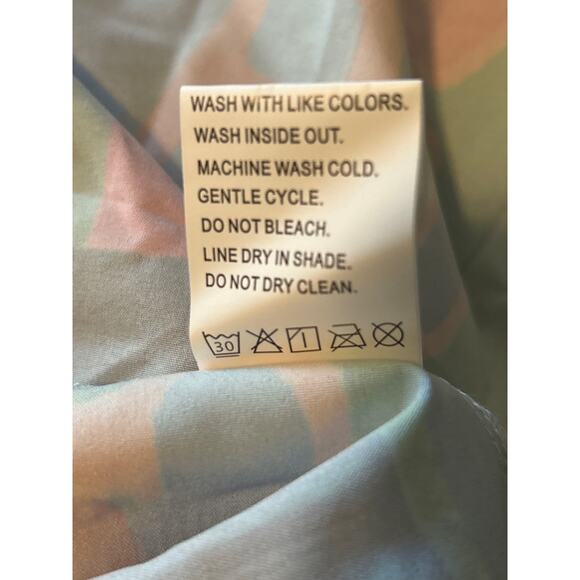 WASH WITH LIKE COLORS.
WASH INSIDE OUT.
MACHINE WASH COLD.
GENTLE CYCLE.
DO NOT BLEACH.
LINE DRY IN SHADE.
DO NOT DRY CLEAN.
30